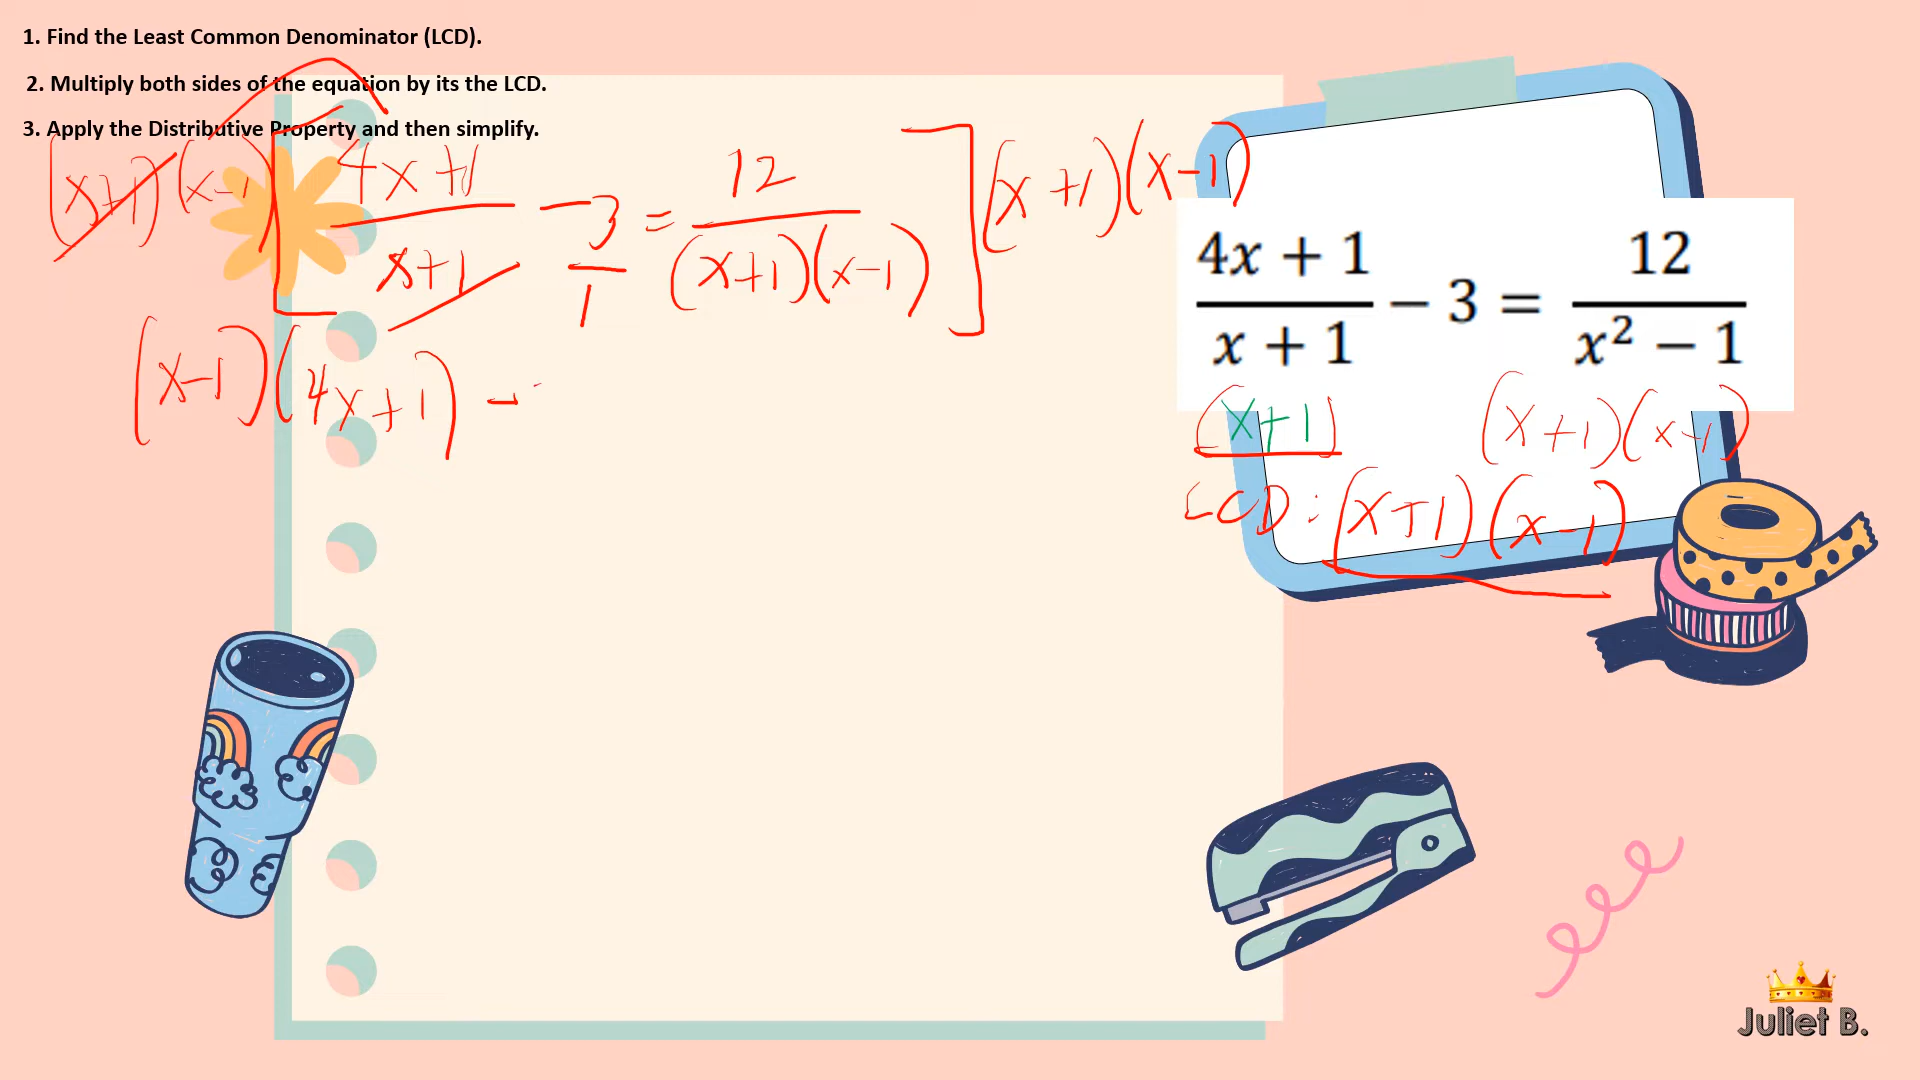 1. Find the Least Common Denominator (LCD).
2. Multiply both sides of the equation by its the LCD.
3. Apply the Distributive Property and then simplify.
(x+1)(x-1)[(4x+1)/(x+1) - 3/1 = 12/((x+1)(x-1))](x+1)(x-1)
(x-1)(4x+1) -
(4x + 1)/(x + 1) − 3 = 12/(x² − 1)
(x+1) (x+1)(x-1)
LCD: (x+1)(x-1)
Juliet B.